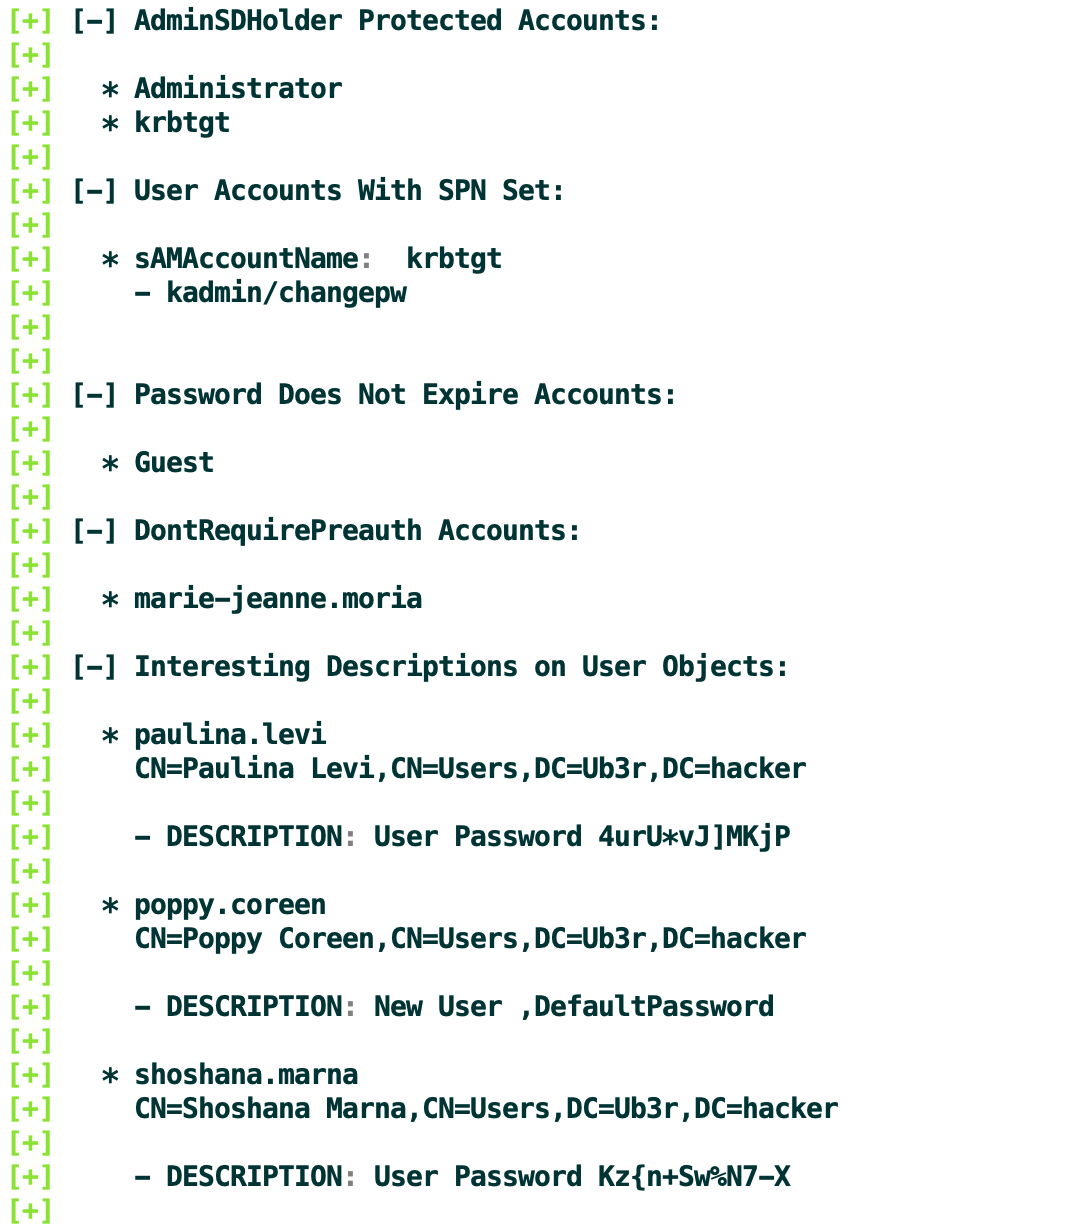 [+] [-] AdminSDHolder Protected Accounts:
[+]
[+] * Administrator
[+] * krbtgt
[+]
[+] [-] User Accounts With SPN Set:
[+]
[+] * sAMAccountName: krbtgt
[+] - kadmin/changepw
[+]
[+]
[+] [-] Password Does Not Expire Accounts:
[+]
[+] * Guest
[+]
[+] [-] DontRequirePreauth Accounts:
[+]
[+] * marie-jeanne.moria
[+]
[+] [-] Interesting Descriptions on User Objects:
[+]
[+] * paulina.levi
[+] CN=Paulina Levi,CN=Users,DC=Ub3r,DC=hacker
[+]
[+] - DESCRIPTION: User Password 4urU*vJ]MKjP
[+]
[+] * poppy.coreen
[+] CN=Poppy Coreen,CN=Users,DC=Ub3r,DC=hacker
[+]
[+] - DESCRIPTION: New User ,DefaultPassword
[+]
[+] * shoshana.marna
[+] CN=Shoshana Marna,CN=Users,DC=Ub3r,DC=hacker
[+]
[+] - DESCRIPTION: User Password Kz{n+Sw%N7-X
[+]